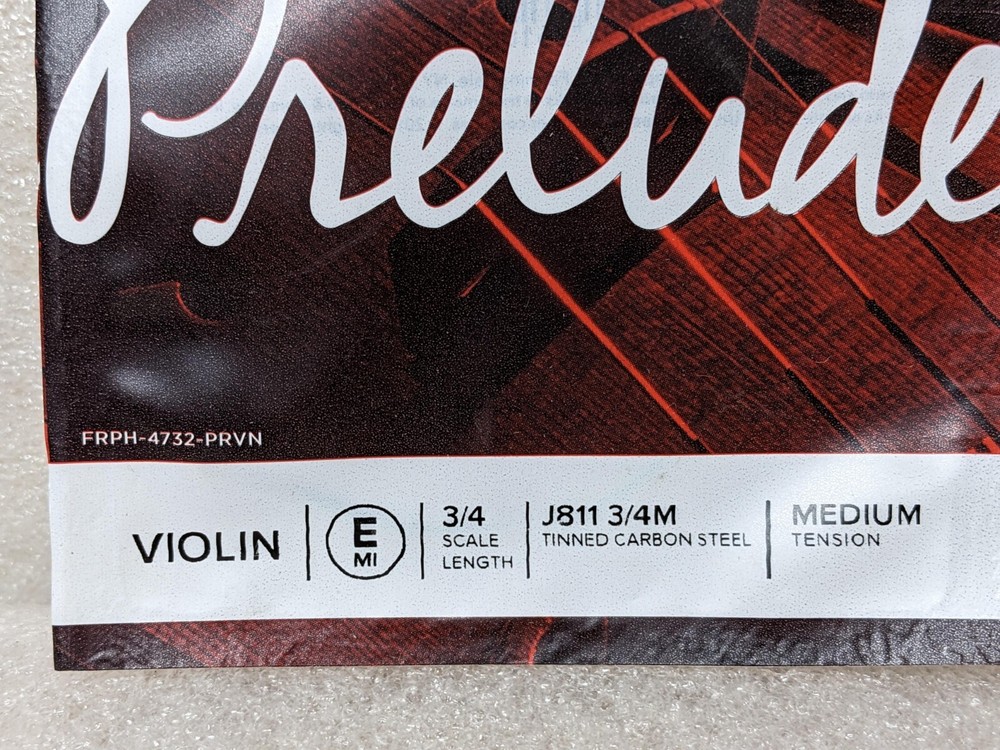 Prelude
FRPH-4732-PRVN
VIOLIN
E
MI
3/4
SCALE
LENGTH
J811 3/4M
TINNED CARBON STEEL
MEDIUM
TENSION